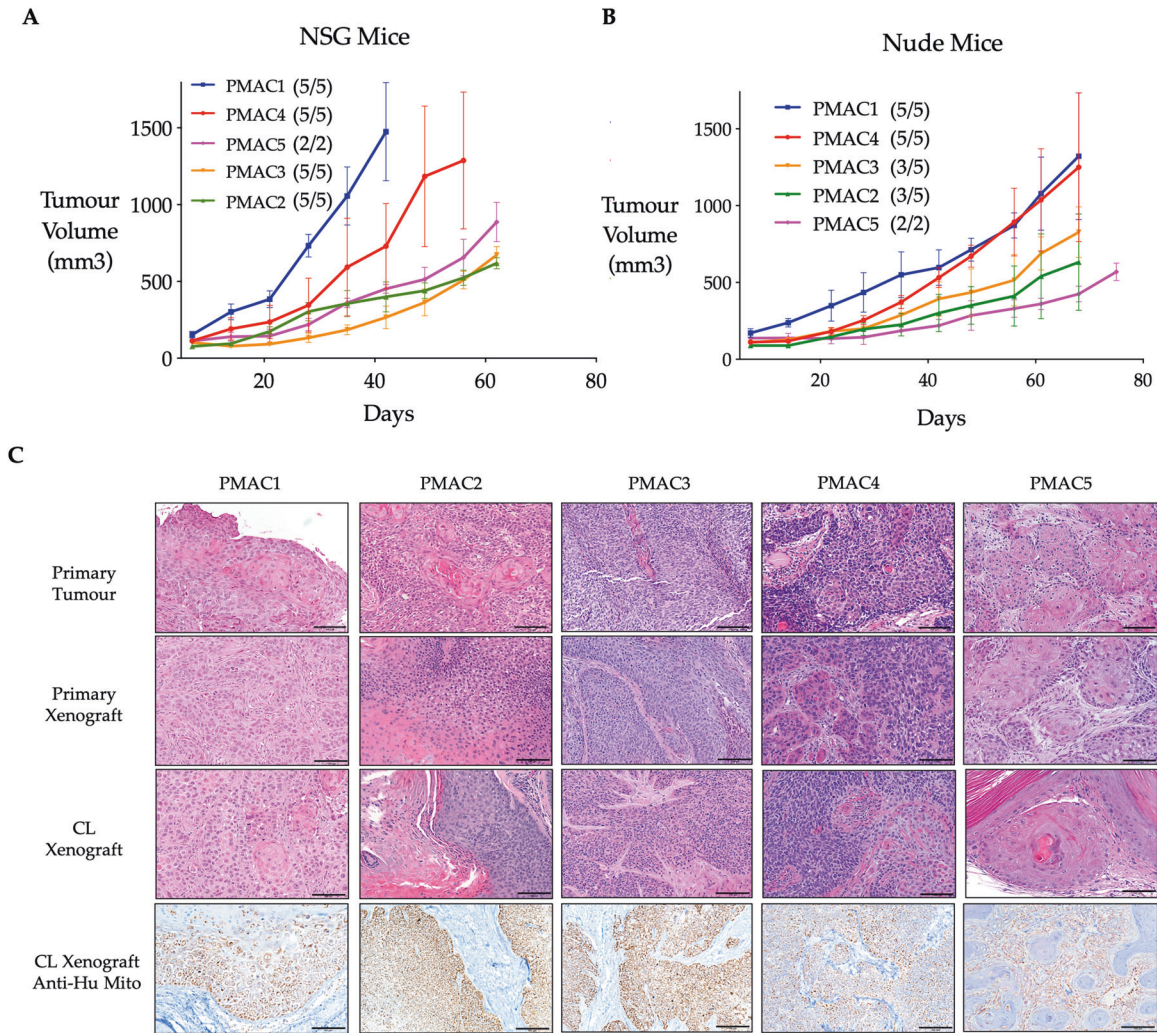 A
NSG Mice
PMAC1 (5/5)
PMAC4 (5/5)
PMAC5 (2/2)
PMAC3 (5/5)
PMAC2 (5/5)
1500
1000
500
0
Tumour
Volume
(mm3)
20
40
60
80
Days
B
Nude Mice
PMAC1 (5/5)
PMAC4 (5/5)
PMAC3 (3/5)
PMAC2 (3/5)
PMAC5 (2/2)
1500
1000
500
0
Tumour
Volume
(mm3)
20
40
60
80
Days
C
PMAC1 PMAC2 PMAC3 PMAC4 PMAC5
Primary
Tumour
Primary
Xenograft
CL
Xenograft
CL Xenograft
Anti-Hu Mito